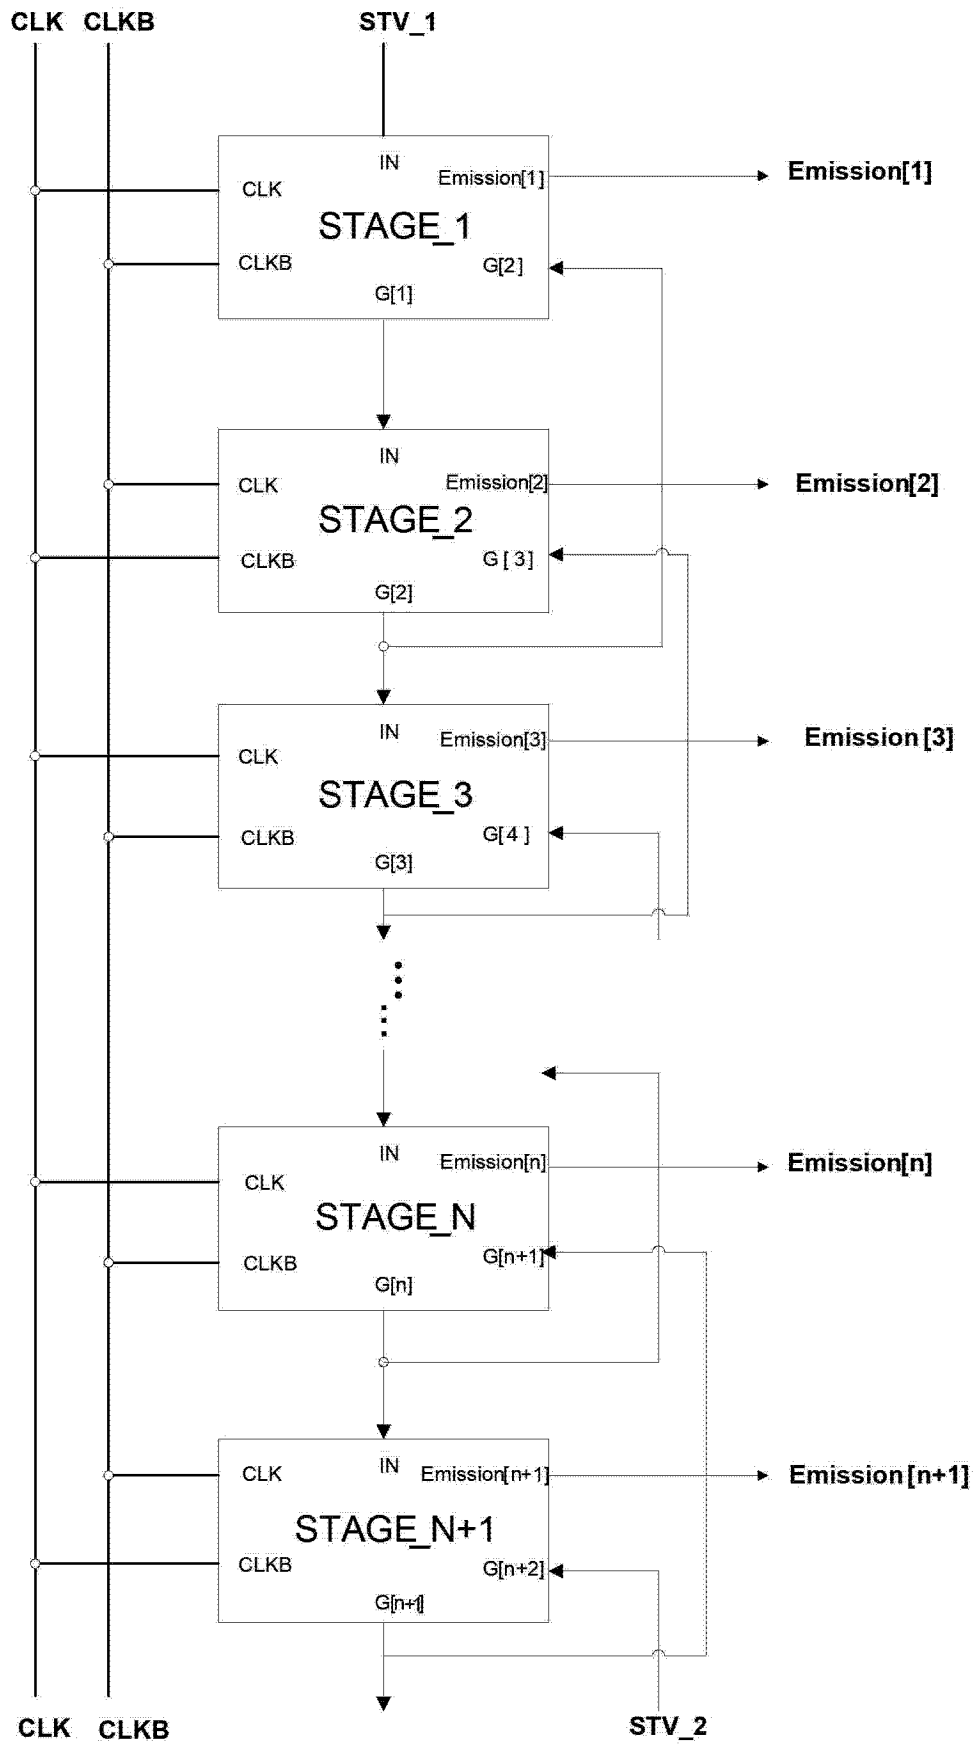 CLK CLKB STV_1
IN
Emission[1]
Emission[1]
CLK
STAGE_1
CLKB
G[2]
G[1]
IN
Emission[2]
Emission[2]
CLK
STAGE_2
CLKB
G[3]
G[2]
IN
Emission[3]
Emission[3]
CLK
STAGE_3
CLKB
G[4]
G[3]
IN
Emission[n]
Emission[n]
CLK
STAGE_N
CLKB
G[n+1]
G[n]
IN
Emission[n+1]
Emission[n+1]
CLK
STAGE_N+1
CLKB
G[n+2]
G[n+1]
CLK CLKB STV_2